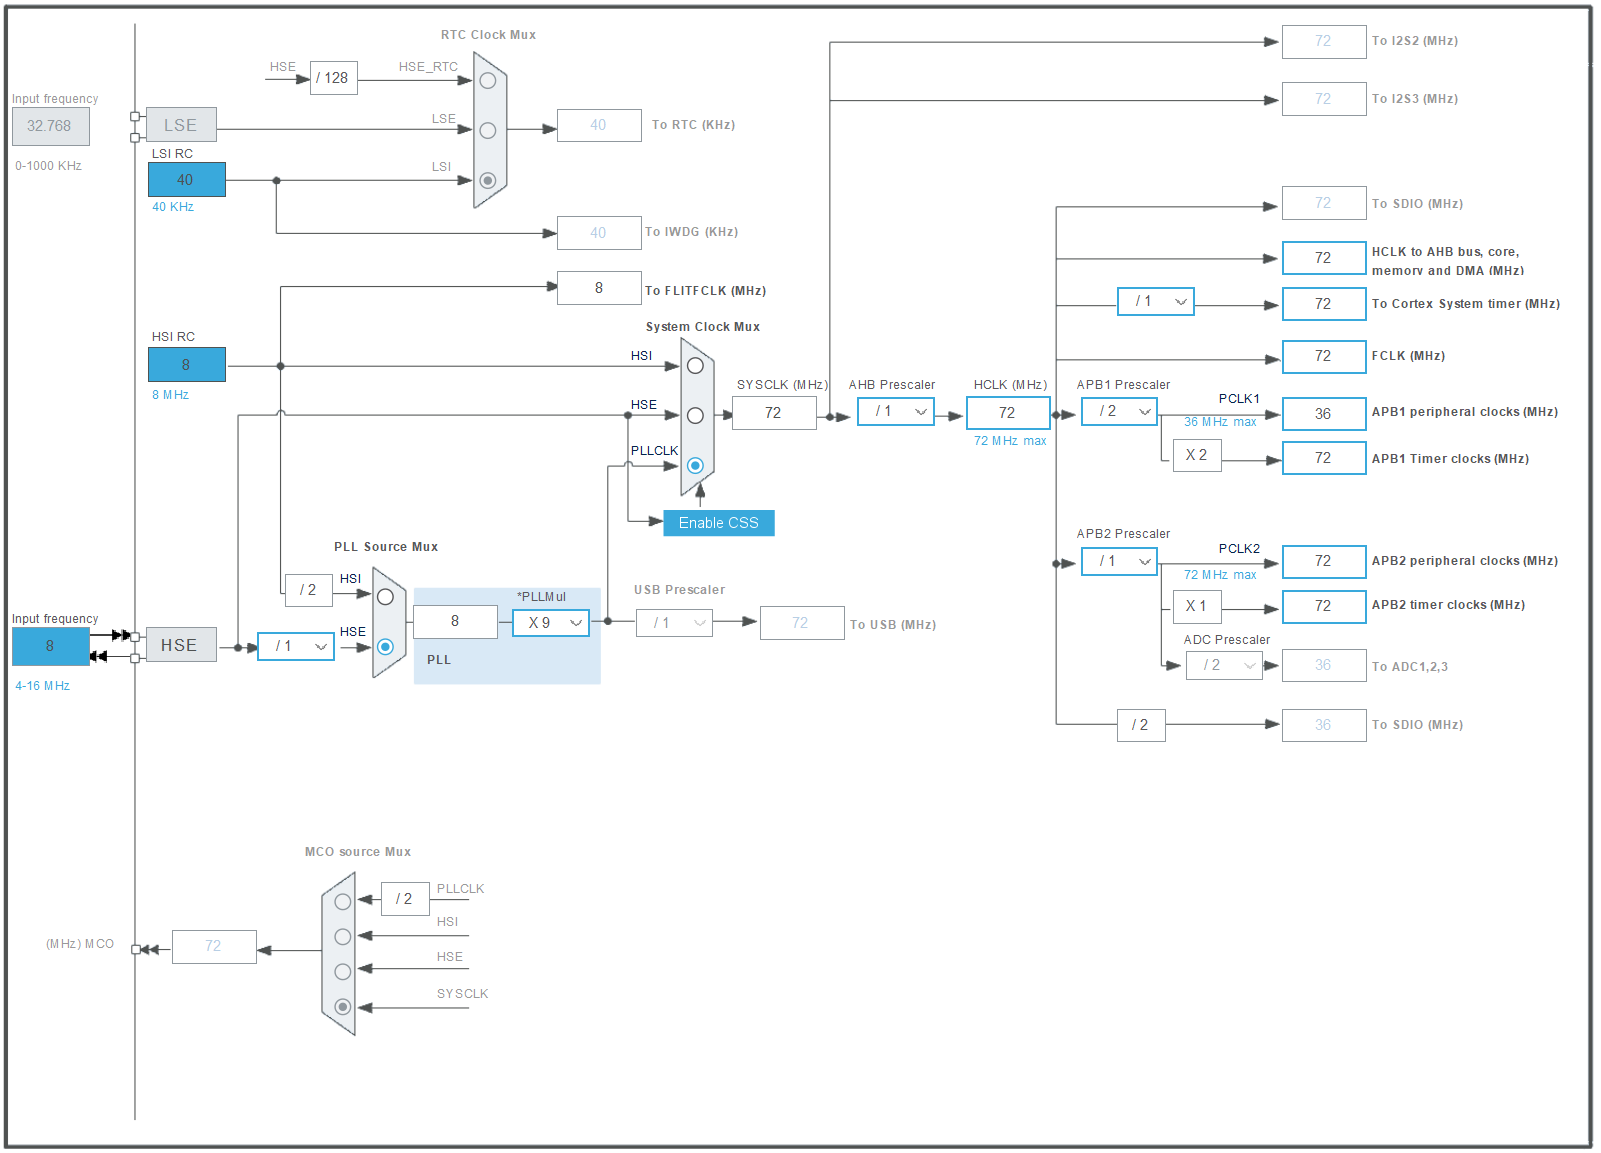 RTC Clock Mux
HSE
/ 128
HSE_RTC
Input frequency
32.768
0-1000 KHz
LSE
LSE
40
To RTC (KHz)
LSI RC
40
40 KHz
LSI
40
To IWDG (KHz)
8
To FLITFCLK (MHz)
HSI RC
8
8 MHz
System Clock Mux
HSI
HSE
PLLCLK
Enable CSS
SYSCLK (MHz)
72
AHB Prescaler
/ 1
HCLK (MHz)
72
72 MHz max
72
To I2S2 (MHz)
72
To I2S3 (MHz)
72
To SDIO (MHz)
72
HCLK to AHB bus, core,
memory and DMA (MHz)
/ 1
72
To Cortex System timer (MHz)
72
FCLK (MHz)
APB1 Prescaler
/ 2
PCLK1
36 MHz max
36
APB1 peripheral clocks (MHz)
X 2
72
APB1 Timer clocks (MHz)
APB2 Prescaler
/ 1
PCLK2
72 MHz max
72
APB2 peripheral clocks (MHz)
X 1
72
APB2 timer clocks (MHz)
ADC Prescaler
/ 2
36
To ADC1,2,3
/ 2
36
To SDIO (MHz)
PLL Source Mux
/ 2
HSI
Input frequency
8
4-16 MHz
HSE
/ 1
HSE
8
*PLLMul
X 9
PLL
USB Prescaler
/ 1
72
To USB (MHz)
MCO source Mux
/ 2
PLLCLK
HSI
HSE
SYSCLK
(MHz) MCO
72